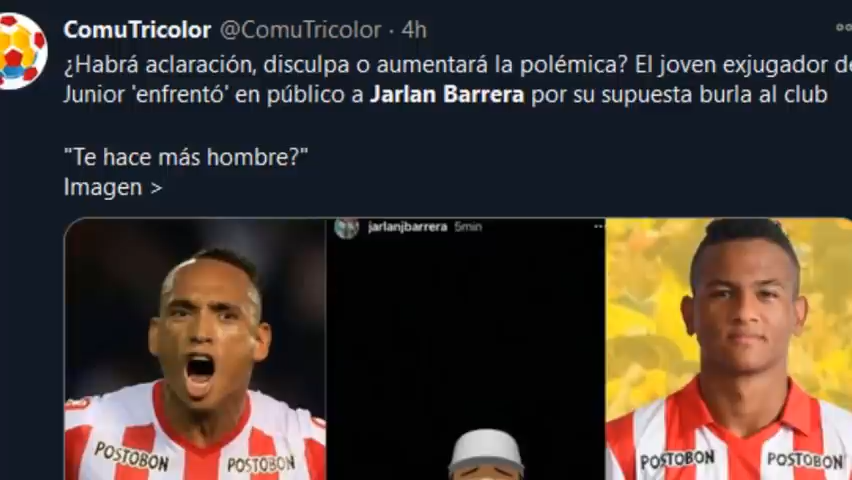 ComuTricolor @ComuTricolor · 4h
¿Habrá aclaración, disculpa o aumentará la polémica? El joven exjugador de
Junior 'enfrentó' en público a Jarlan Barrera por su supuesta burla al club
"Te hace más hombre?"
Imagen >
jarlanjbarrera 5min
POSTOBON POSTOBON POSTOBON POSTOBON